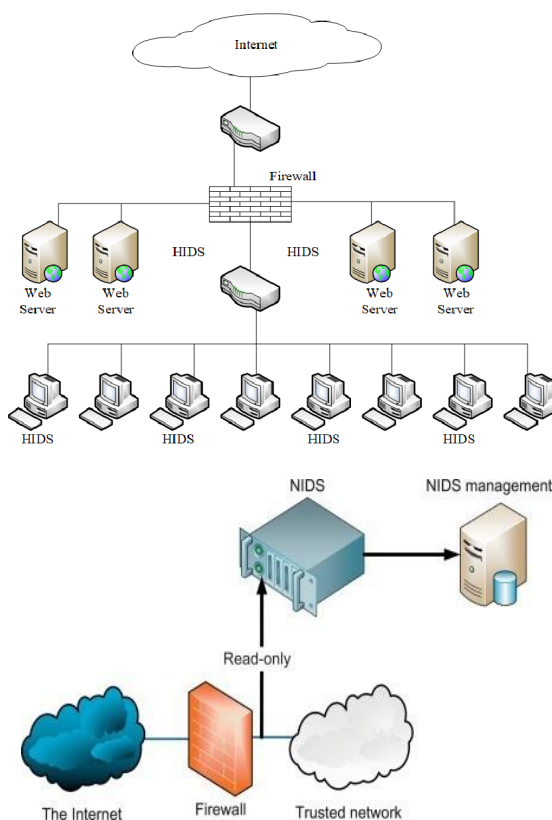 Internet
Firewall
HIDS HIDS
Web Server Web Server Web Server Web Server
HIDS HIDS HIDS HIDS
NIDS NIDS management
Read-only
The Internet Firewall Trusted network